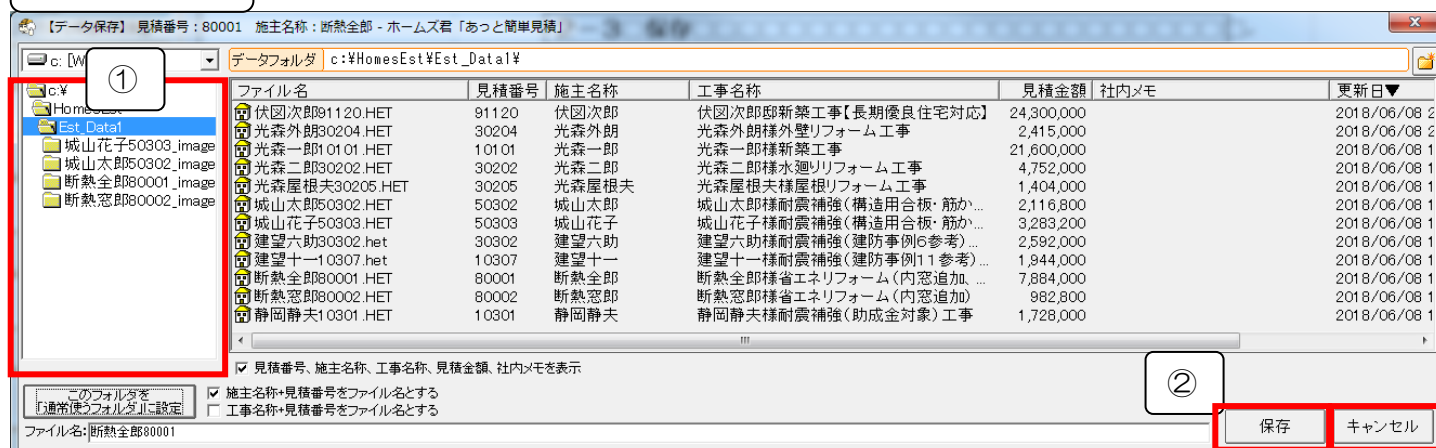 【データ保存】 見積番号：80001 施主名称：断熱全郎 - ホームズ君「あっと簡単見積」
c: [W
データフォルダ c:¥HomesEst¥Est_Data1¥
①
c:¥
Est_Data1
城山花子50303_image
城山太郎50302_image
断熱全郎80001_image
断熱窓郎80002_image
ファイル名 見積番号 施主名称 工事名称 見積金額 社内メモ 更新日▼
伏図次郎91120.HET 91120 伏図次郎 伏図次郎邸新築工事【長期優良住宅対応】 24,300,000 2018/06/08 2
光森外朗30204.HET 30204 光森外朗 光森外朗様外壁リフォーム工事 2,415,000 2018/06/08 2
光森一郎10101.HET 10101 光森一郎 光森一郎様新築工事 21,600,000 2018/06/08 1
光森二郎30202.HET 30202 光森二郎 光森二郎様水廻りリフォーム工事 4,752,000 2018/06/08 1
光森屋根夫30205.HET 30205 光森屋根夫 光森屋根夫様屋根リフォーム工事 1,404,000 2018/06/08 1
城山太郎50302.HET 50302 城山太郎 城山太郎様耐震補強(構造用合板・筋か... 2,116,800 2018/06/08 1
城山花子50303.HET 50303 城山花子 城山花子様耐震補強(構造用合板・筋か... 3,283,200 2018/06/08 1
建望六助30302.het 30302 建望六助 建望六助様耐震補強(建防事例6参考)... 2,592,000 2018/06/08 1
建望十一10307.het 10307 建望十一 建望十一様耐震補強(建防事例11参考)... 1,944,000 2018/06/08 1
断熱全郎80001.HET 80001 断熱全郎 断熱全郎様省エネリフォーム(内窓追加、... 7,884,000 2018/06/08 1
断熱窓郎80002.HET 80002 断熱窓郎 断熱窓郎様省エネリフォーム(内窓追加) 982,800 2018/06/08 1
静岡静夫10301.HET 10301 静岡静夫 静岡静夫様耐震補強(助成金対象)工事 1,728,000 2018/06/08 1
見積番号、施主名称、工事名称、見積金額、社内メモを表示
このフォルダを
「通常使うフォルダ」に設定
施主名称+見積番号をファイル名とする
工事名称+見積番号をファイル名とする
②
保存 キャンセル
ファイル名: 断熱全郎80001